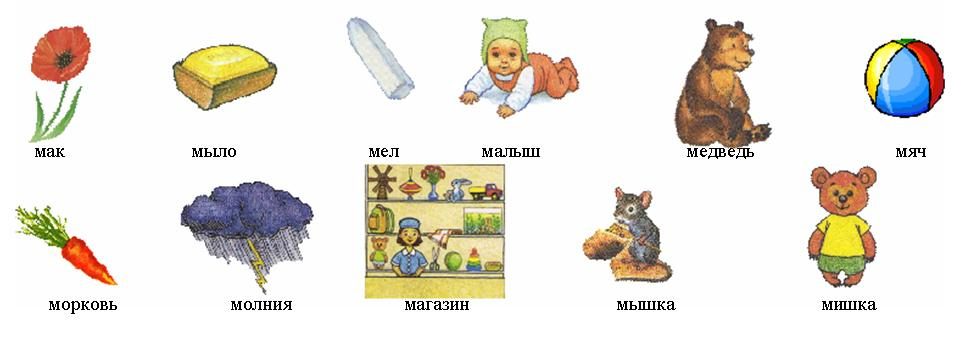 мак мыло мел малыш медведь мяч
морковь молния магазин мышка мишка